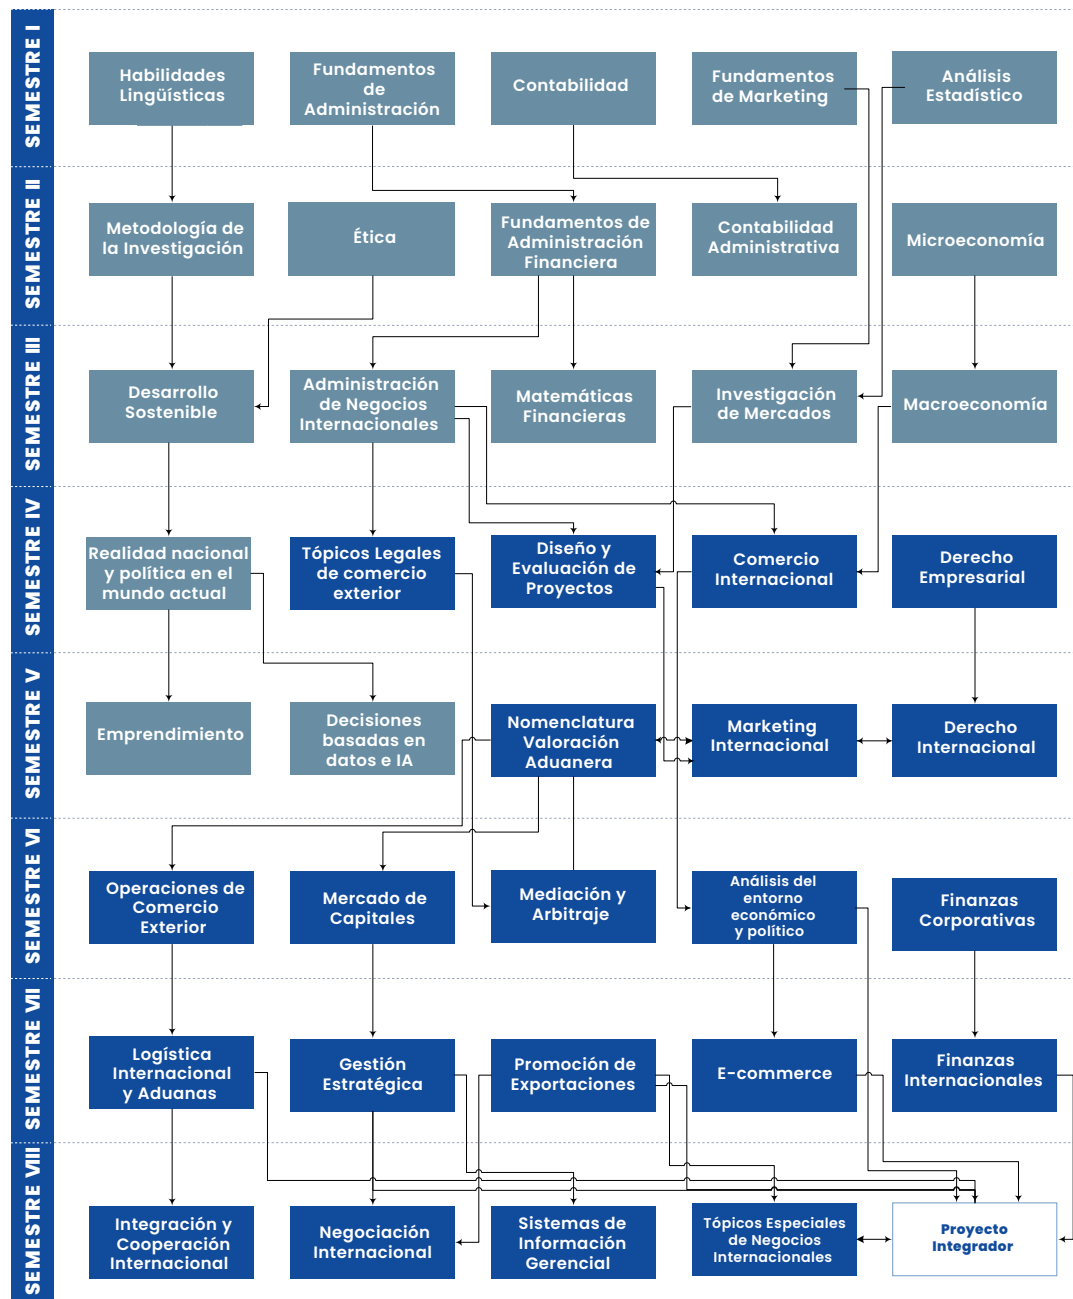 SEMESTRE I
Habilidades
Lingüísticas
Fundamentos
de
Administración
Contabilidad
Fundamentos
de Marketing
Análisis
Estadístico
SEMESTRE II
Metodología de
la Investigación
Ética
Fundamentos de
Administración
Financiera
Contabilidad
Administrativa
Microeconomía
SEMESTRE III
Desarrollo
Sostenible
Administración
de Negocios
Internacionales
Matemáticas
Financieras
Investigación
de Mercados
Macroeconomía
SEMESTRE IV
Realidad nacional
y política en el
mundo actual
Tópicos Legales
de comercio
exterior
Diseño y
Evaluación de
Proyectos
Comercio
Internacional
Derecho
Empresarial
SEMESTRE V
Emprendimiento
Decisiones
basadas en
datos e IA
Nomenclatura
Valoración
Aduanera
Marketing
Internacional
Derecho
Internacional
SEMESTRE VI
Operaciones de
Comercio
Exterior
Mercado de
Capitales
Mediación y
Arbitraje
Análisis del
entorno
económico
y político
Finanzas
Corporativas
SEMESTRE VII
Logística
Internacional
y Aduanas
Gestión
Estratégica
Promoción de
Exportaciones
E-commerce
Finanzas
Internacionales
SEMESTRE VIII
Integración y
Cooperación
Internacional
Negociación
Internacional
Sistemas de
Información
Gerencial
Tópicos Especiales
de Negocios
Internacionales
Proyecto
Integrador